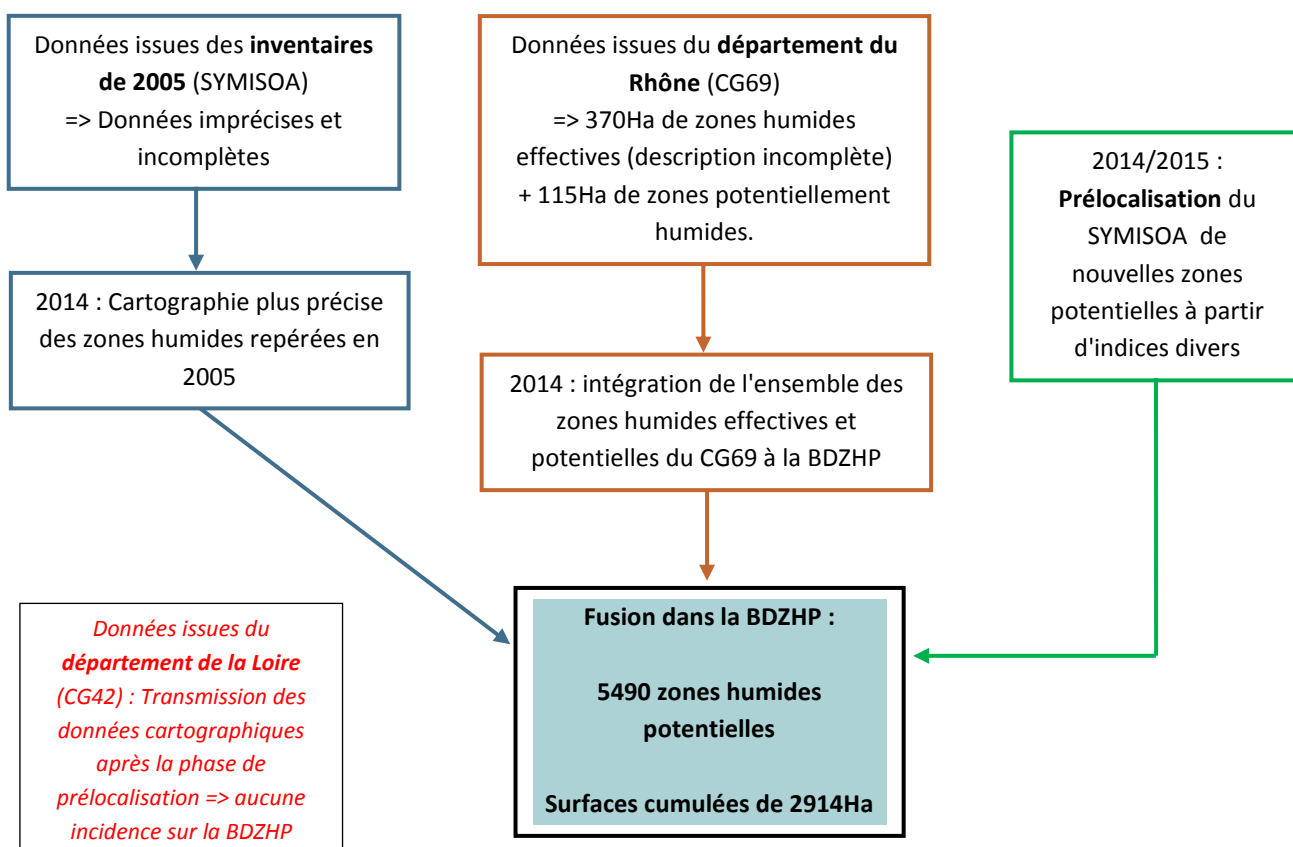 Données issues des inventaires
de 2005 (SYMISOA)
=> Données imprécises et
incomplètes
2014 : Cartographie plus précise
des zones humides repérées en
2005
Données issues du département du
Rhône (CG69)
=> 370Ha de zones humides
effectives (description incomplète)
+ 115Ha de zones potentiellement
humides.
2014 : intégration de l'ensemble des
zones humides effectives et
potentielles du CG69 à la BDZHP
2014/2015 :
Prélocalisation du
SYMISOA de
nouvelles zones
potentielles à partir
d'indices divers
Données issues du
département de la Loire
(CG42) : Transmission des
données cartographiques
après la phase de
prélocalisation => aucune
incidence sur la BDZHP
Fusion dans la BDZHP :
5490 zones humides
potentielles
Surfaces cumulées de 2914Ha